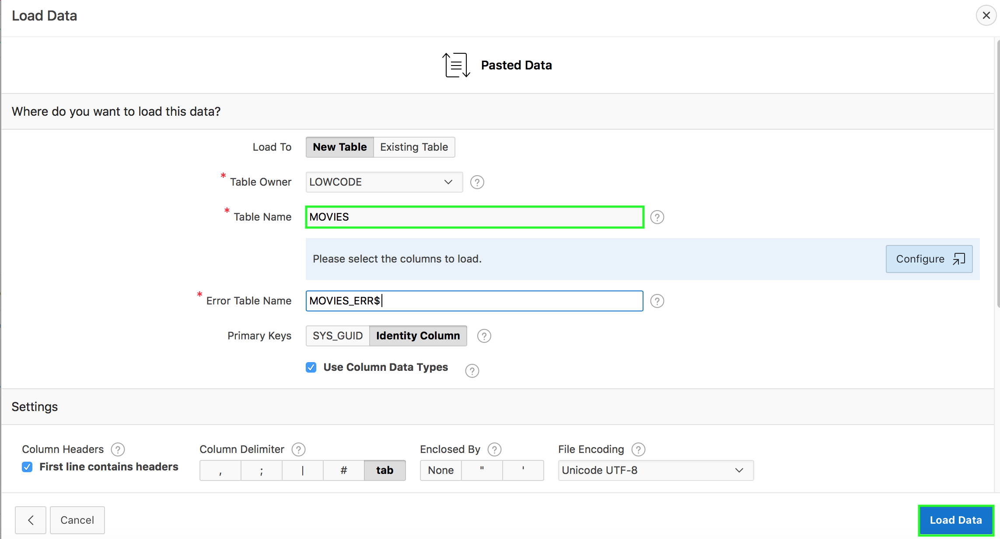 Load Data
Pasted Data
Where do you want to load this data?
Load To New Table Existing Table
* Table Owner LOWCODE ?
* Table Name MOVIES ?
Please select the columns to load. Configure
* Error Table Name MOVIES_ERR$ ?
Primary Keys SYS_GUID Identity Column ?
Use Column Data Types ?
Settings
Column Headers ? Column Delimiter ? Enclosed By ? File Encoding ?
First line contains headers , ; | # tab None " ' Unicode UTF-8
Cancel Load Data